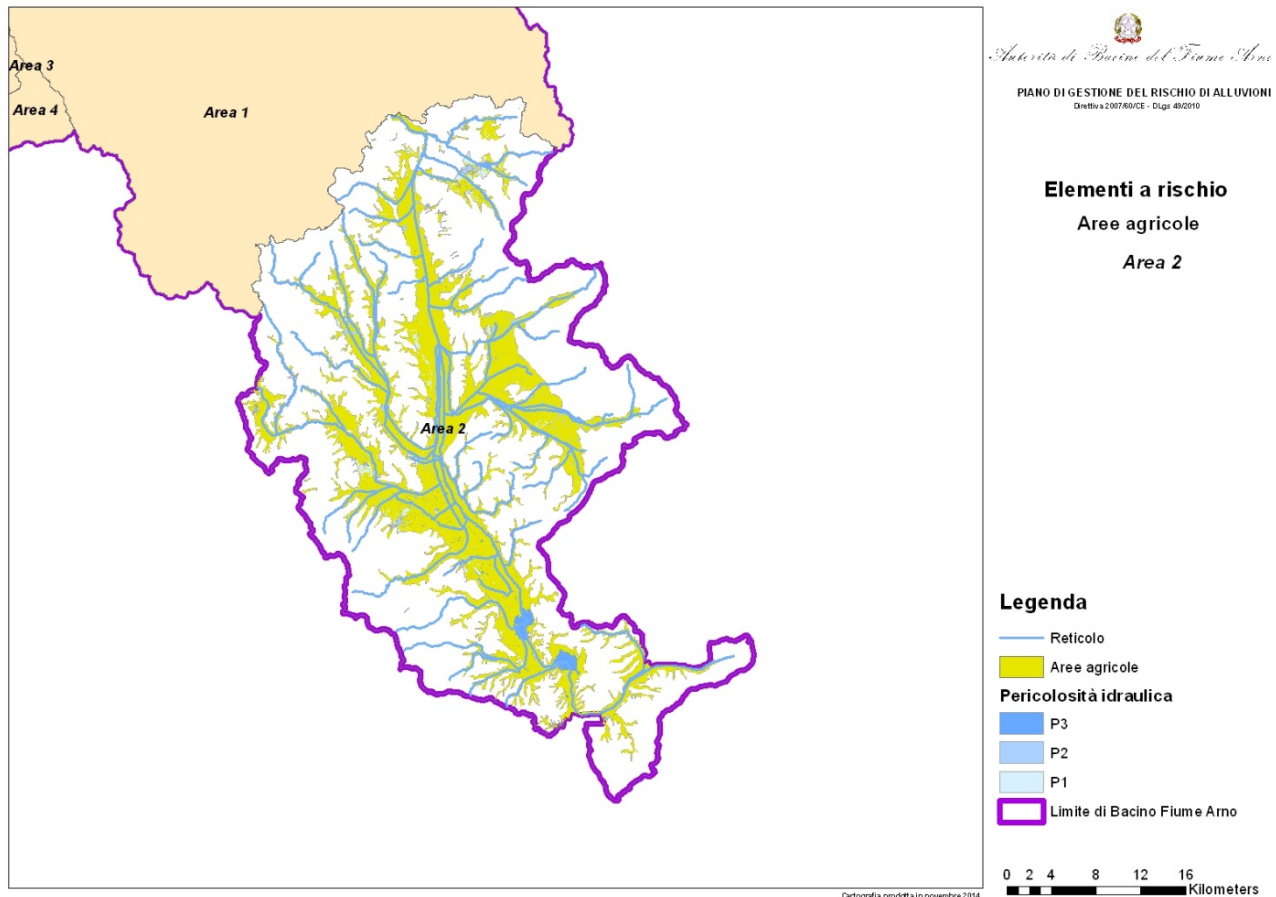 Area 3
Area 4
Area 1
Area 2
Autorità di Bacino del Fiume Arno
PIANO DI GESTIONE DEL RISCHIO DI ALLUVIONI
Direttiva 2007/60/CE - DLgs 49/2010
Elementi a rischio
Aree agricole
Area 2
Legenda
Reticolo
Aree agricole
Pericolosità idraulica
P3
P2
P1
Limite di Bacino Fiume Arno
0 2 4 8 12 16
Kilometers
Cartografia prodotta in novembre 2014